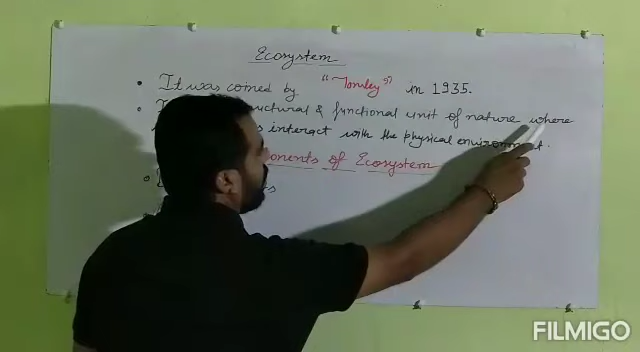 Ecosystem
• It was coined by "Tansley" in 1935.
• structural & functional unit of nature where
interact with the physical environment.
of Ecosystem
FILMIGO